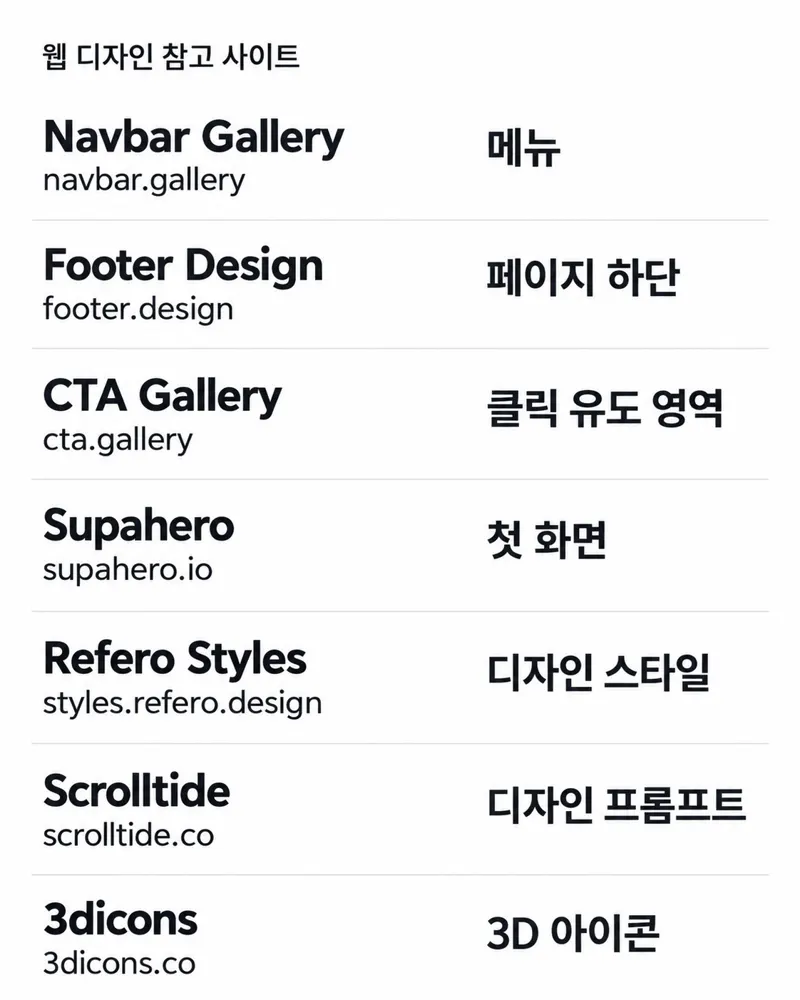 웹 디자인 참고 사이트
Navbar Gallery
navbar.gallery
메뉴
Footer Design
footer.design
페이지 하단
CTA Gallery
cta.gallery
클릭 유도 영역
Supahero
supahero.io
첫 화면
Refero Styles
styles.refero.design
디자인 스타일
Scrolltide
scrolltide.co
디자인 프롬프트
3dicons
3dicons.co
3D 아이콘